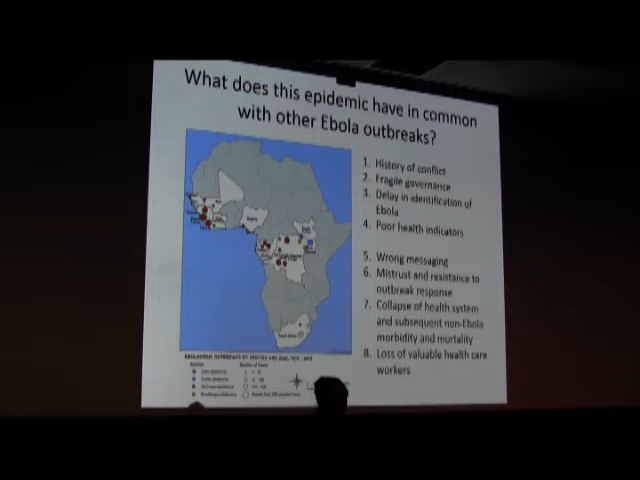 What does this epidemic have in common
with other Ebola outbreaks?
1. History of conflict
2. Fragile governance
3. Delay in identification of
Ebola
4. Poor health indicators
5. Wrong messaging
6. Mistrust and resistance to
outbreak response
7. Collapse of health system
and subsequent non-Ebola
morbidity and mortality
8. Loss of valuable health care
workers